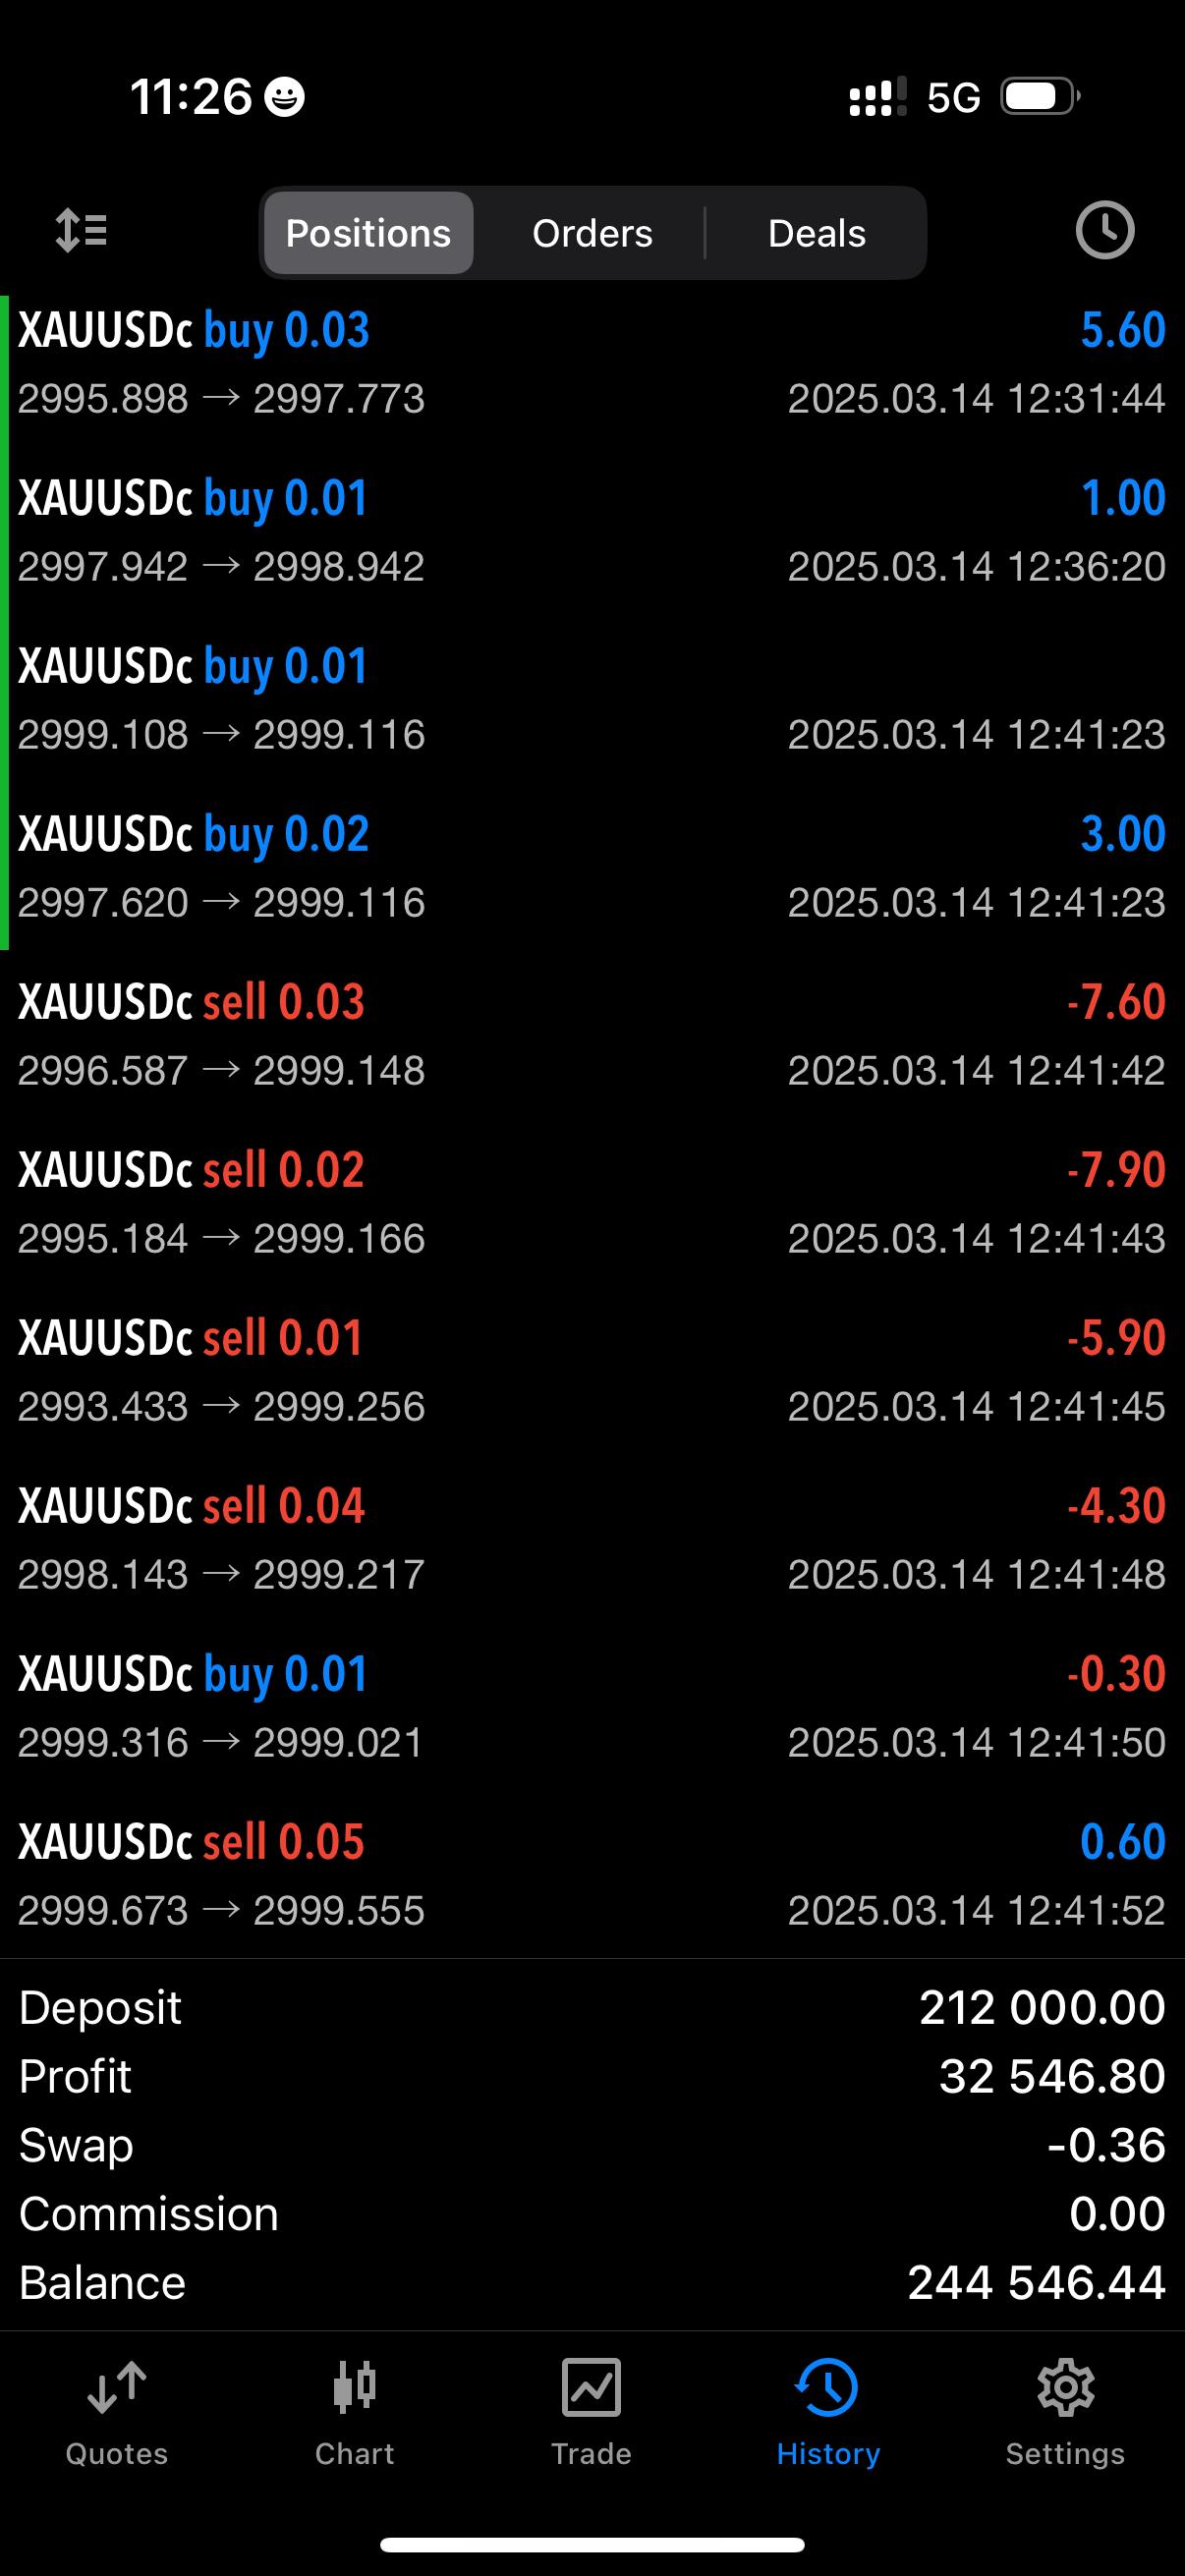 11:26 5G
Positions Orders Deals
XAUUSDc buy 0.03 5.60
2995.898 → 2997.773 2025.03.14 12:31:44
XAUUSDc buy 0.01 1.00
2997.942 → 2998.942 2025.03.14 12:36:20
XAUUSDc buy 0.01
2999.108 → 2999.116 2025.03.14 12:41:23
XAUUSDc buy 0.02 3.00
2997.620 → 2999.116 2025.03.14 12:41:23
XAUUSDc sell 0.03 -7.60
2996.587 → 2999.148 2025.03.14 12:41:42
XAUUSDc sell 0.02 -7.90
2995.184 → 2999.166 2025.03.14 12:41:43
XAUUSDc sell 0.01 -5.90
2993.433 → 2999.256 2025.03.14 12:41:45
XAUUSDc sell 0.04 -4.30
2998.143 → 2999.217 2025.03.14 12:41:48
XAUUSDc buy 0.01 -0.30
2999.316 → 2999.021 2025.03.14 12:41:50
XAUUSDc sell 0.05 0.60
2999.673 → 2999.555 2025.03.14 12:41:52
Deposit 212 000.00
Profit 32 546.80
Swap -0.36
Commission 0.00
Balance 244 546.44
Quotes Chart Trade History Settings